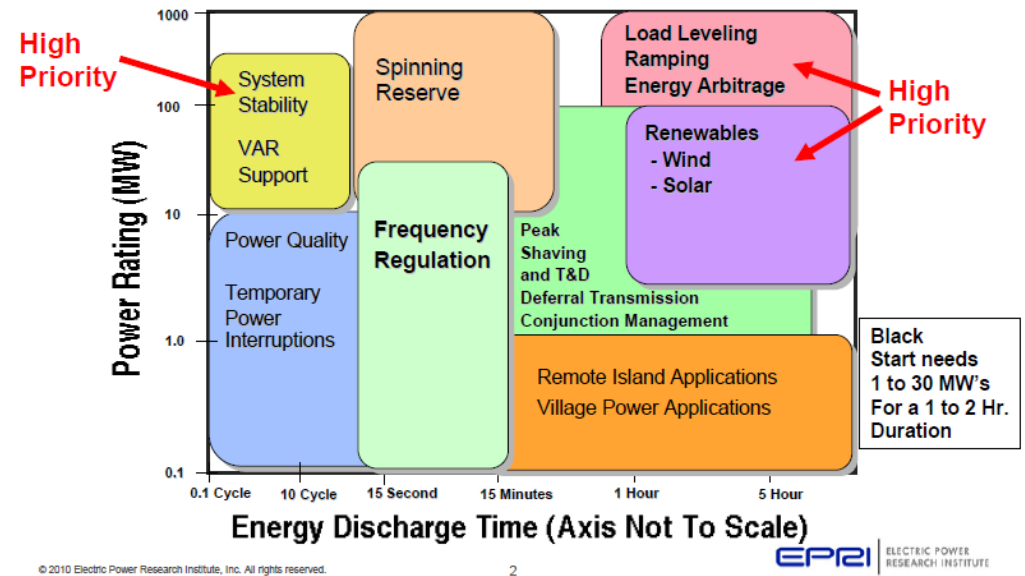 High
Priority
System
Stability
VAR
Support
Spinning
Reserve
Load Leveling
Ramping
Energy Arbitrage
High
Priority
Renewables
- Wind
- Solar
Power Quality
Temporary
Power
Interruptions
Frequency
Regulation
Peak
Shaving
and T&D
Deferral Transmission
Conjunction Management
Remote Island Applications
Village Power Applications
Black
Start needs
1 to 30 MW's
For a 1 to 2 Hr.
Duration
Power Rating (MW)
1000
100
10
1.0
0.1
0.1 Cycle
10 Cycle
15 Second
15 Minutes
1 Hour
5 Hour
Energy Discharge Time (Axis Not To Scale)
© 2010 Electric Power Research Institute, Inc. All rights reserved.
2
EPRI
ELECTRIC POWER
RESEARCH INSTITUTE